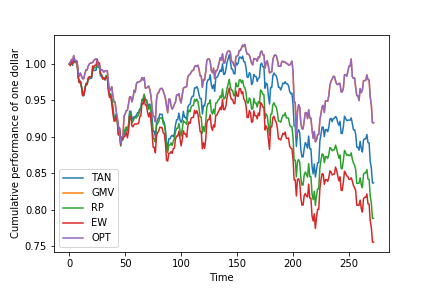 Cumulative performance of one dollar
1.00
0.95
0.90
0.85
0.80
0.75
TAN
GMV
RP
EW
OPT
0 50 100 150 200 250
Time